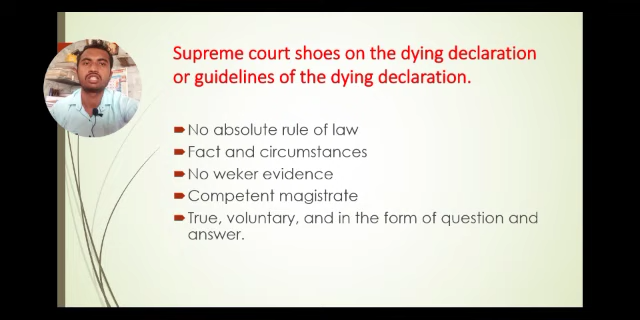 Supreme court shoes on the dying declaration
or guidelines of the dying declaration.
No absolute rule of law
Fact and circumstances
No weker evidence
Competent magistrate
True, voluntary, and in the form of question and
answer.